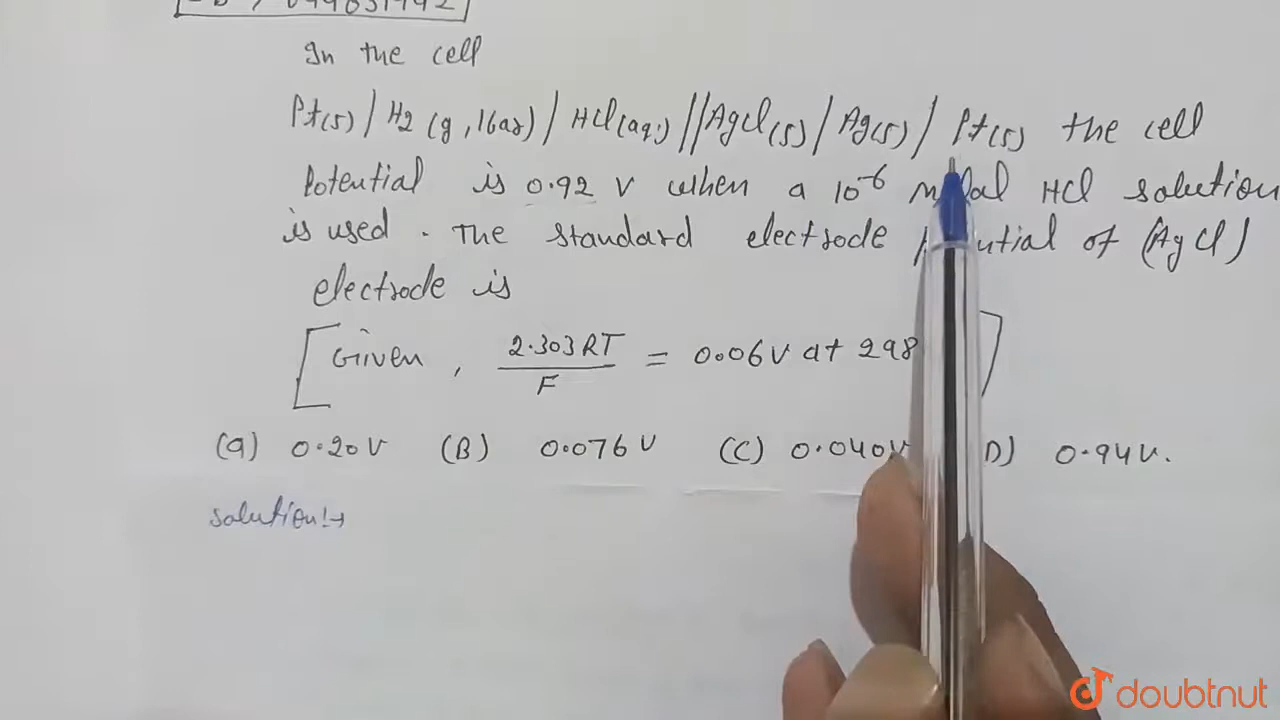 In the cell
Pt(s) / H2 (g, 1bar) / HCl(aq.) // AgCl(s) / Ag(s) / Pt(s) the cell
potential is 0.92 V when a 10⁻⁶ molal HCl solution
is used. The standard electrode potential of (AgCl)
electrode is
[Given, 2.303RT/F = 0.06V at 298 ]
(a) 0.20V (B) 0.076 V (C) 0.040V D) 0.94V.
solution:→
doubtnut